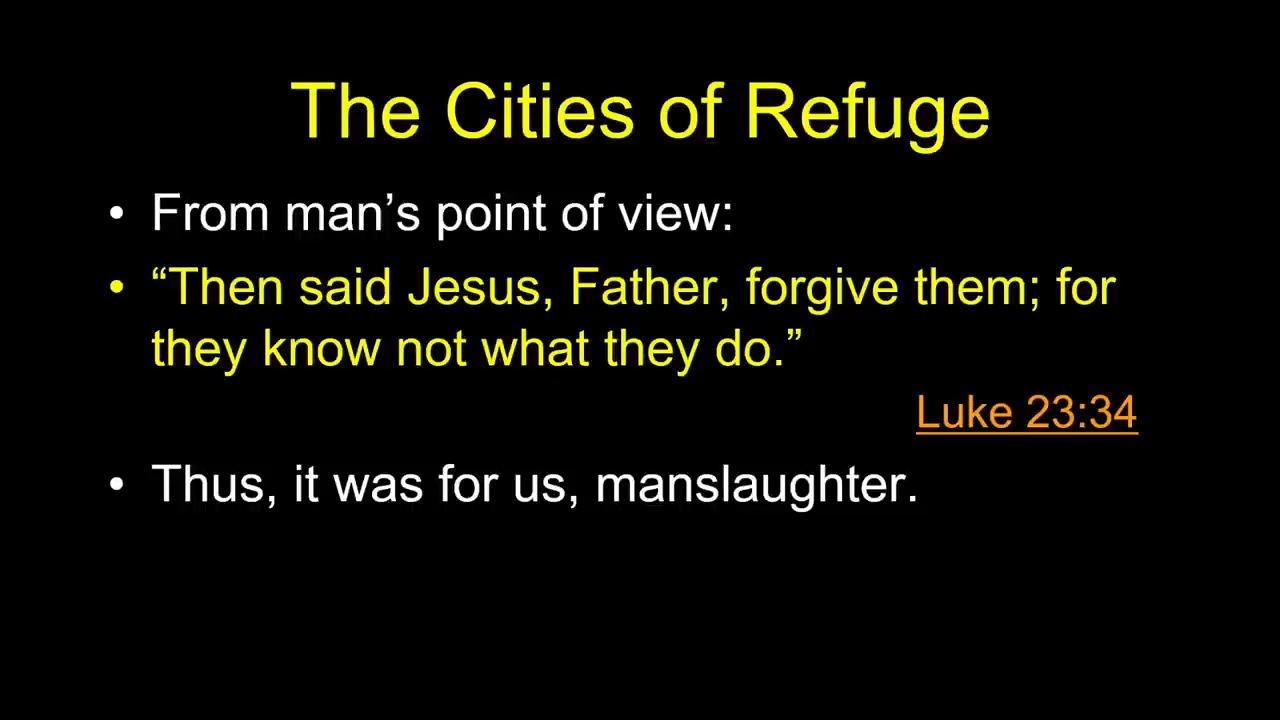 The Cities of Refuge
• From man’s point of view:
• “Then said Jesus, Father, forgive them; for
they know not what they do.”
Luke 23:34
• Thus, it was for us, manslaughter.